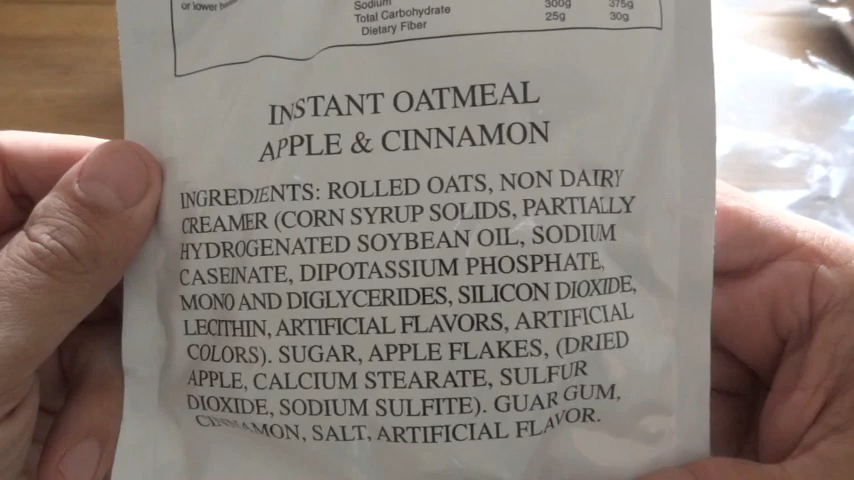 or lower
Sodium 300g 375g
Total Carbohydrate 25g 30g
Dietary Fiber
INSTANT OATMEAL
APPLE & CINNAMON
INGREDIENTS: ROLLED OATS, NON DAIRY
CREAMER (CORN SYRUP SOLIDS, PARTIALLY
HYDROGENATED SOYBEAN OIL, SODIUM
CASEINATE, DIPOTASSIUM PHOSPHATE,
MONO AND DIGLYCERIDES, SILICON DIOXIDE,
LECITHIN, ARTIFICIAL FLAVORS, ARTIFICIAL
COLORS). SUGAR, APPLE FLAKES, (DRIED
APPLE, CALCIUM STEARATE, SULFUR
DIOXIDE, SODIUM SULFITE). GUAR GUM,
CINNAMON, SALT, ARTIFICIAL FLAVOR.